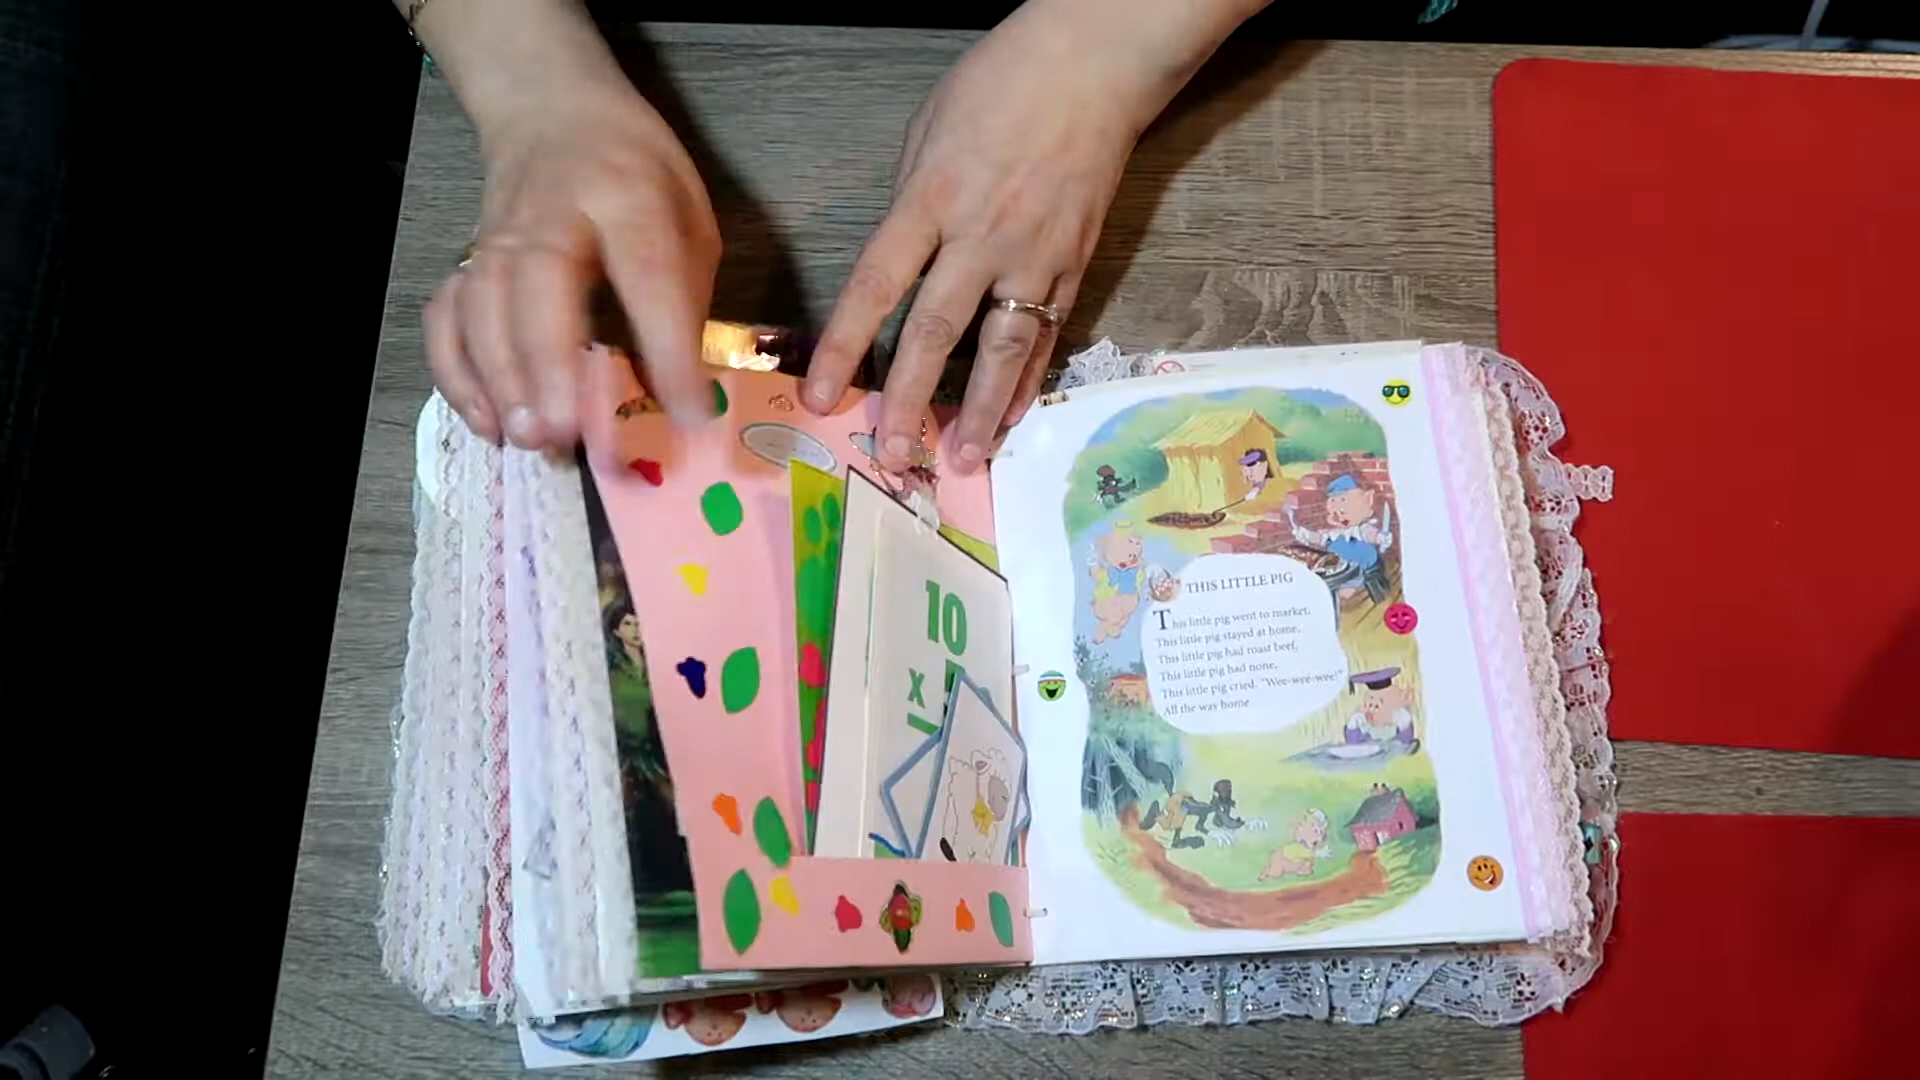 10
x
THIS LITTLE PIG
This little pig went to market,
This little pig stayed at home,
This little pig had roast beef,
This little pig had none,
This little pig cried, "Wee-wee-wee!"
All the way home